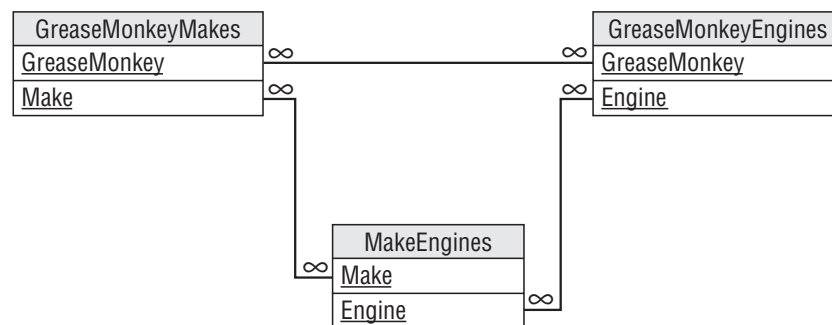 GreaseMonkeyMakes
GreaseMonkey
Make
GreaseMonkeyEngines
GreaseMonkey
Engine
MakeEngines
Make
Engine
∞ ∞
∞ ∞
∞
∞